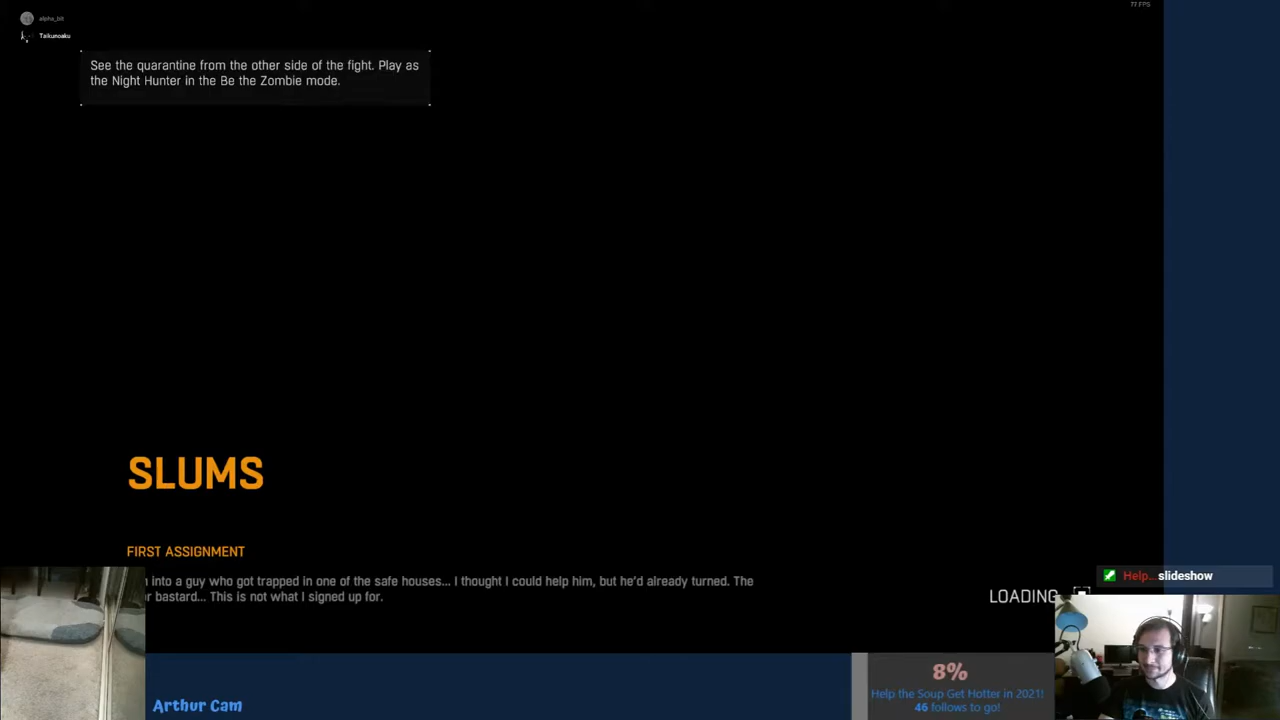 77 FPS
alpha_bit
Taikunoaku
See the quarantine from the other side of the fight. Play as
the Night Hunter in the Be the Zombie mode.
SLUMS
FIRST ASSIGNMENT
into a guy who got trapped in one of the safe houses... I thought I could help him, but he'd already turned. The
bastard... This is not what I signed up for.
LOADING
Help... slideshow
8%
Help the Soup Get Hotter in 2021!
46 follows to go!
Arthur Cam